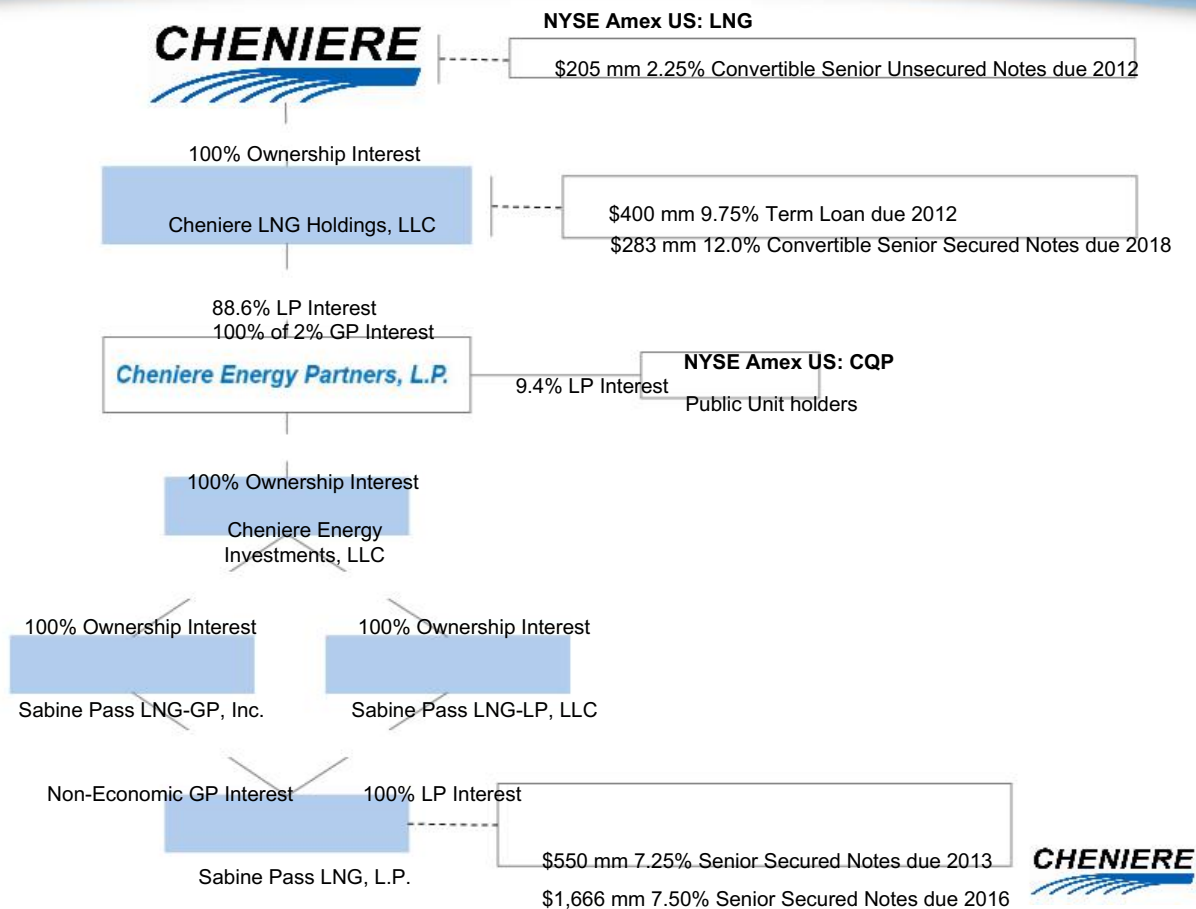 CHENIERE
NYSE Amex US: LNG
$205 mm 2.25% Convertible Senior Unsecured Notes due 2012
100% Ownership Interest
Cheniere LNG Holdings, LLC
$400 mm 9.75% Term Loan due 2012
$283 mm 12.0% Convertible Senior Secured Notes due 2018
88.6% LP Interest
100% of 2% GP Interest
Cheniere Energy Partners, L.P.
9.4% LP Interest
NYSE Amex US: CQP
Public Unit holders
100% Ownership Interest
Cheniere Energy
Investments, LLC
100% Ownership Interest
100% Ownership Interest
Sabine Pass LNG-GP, Inc.
Sabine Pass LNG-LP, LLC
Non-Economic GP Interest
100% LP Interest
Sabine Pass LNG, L.P.
$550 mm 7.25% Senior Secured Notes due 2013
$1,666 mm 7.50% Senior Secured Notes due 2016
CHENIERE